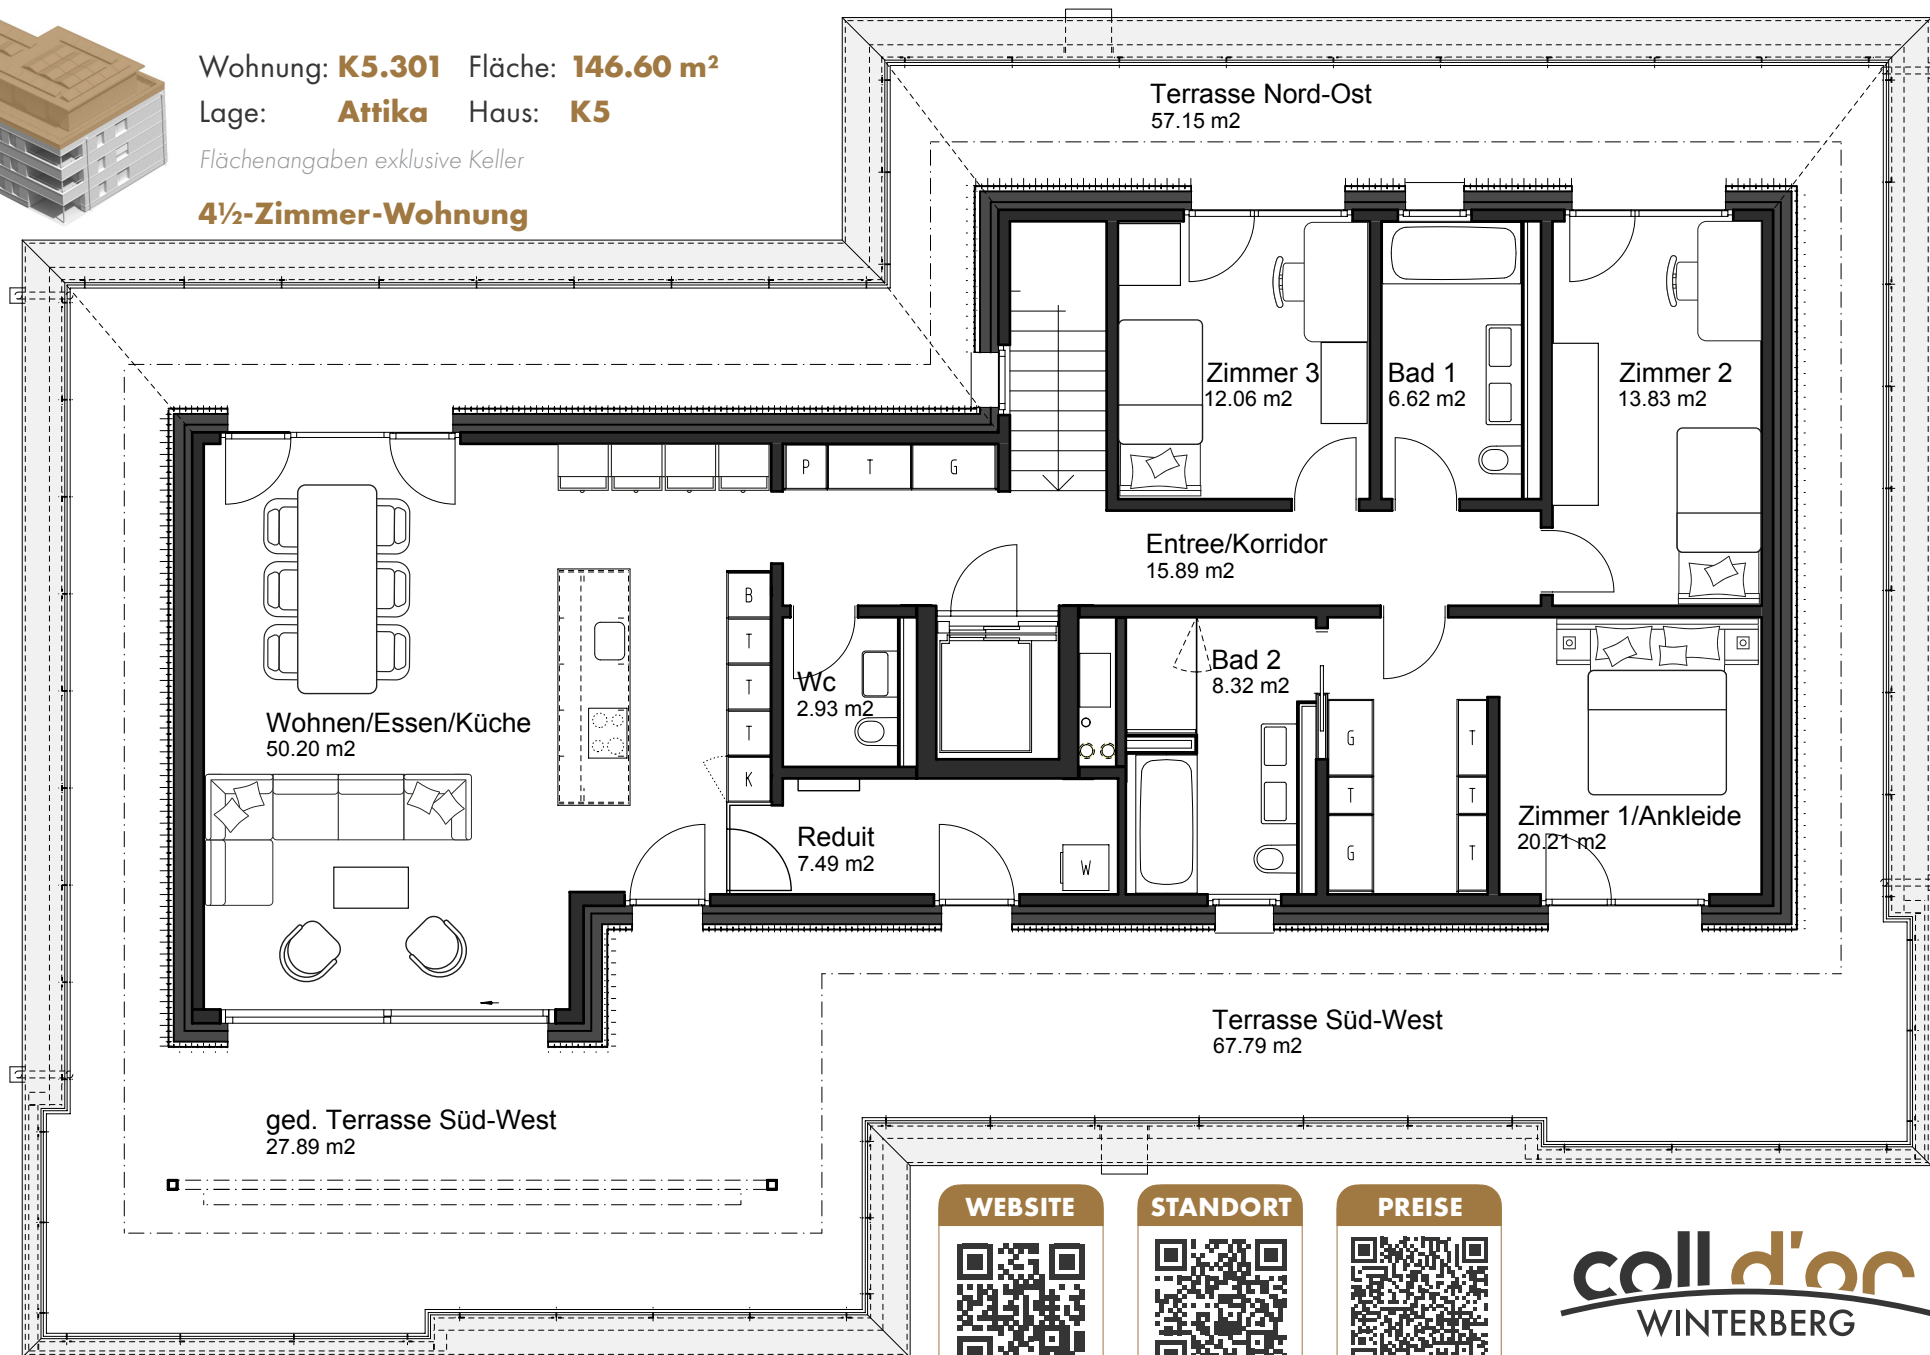 Wohnung: K5.301 Fläche: 146.60 m²
Lage: Attika Haus: K5
Flächenangaben exklusive Keller
4½-Zimmer-Wohnung
Terrasse Nord-Ost
57.15 m2
Zimmer 3
12.06 m2
Bad 1
6.62 m2
Zimmer 2
13.83 m2
P T G
Entree/Korridor
15.89 m2
B
T
T
T
K
Wc
2.93 m2
Bad 2
8.32 m2
Wohnen/Essen/Küche
50.20 m2
G
T
G
T
T
T
Zimmer 1/Ankleide
20.21 m2
Reduit
7.49 m2
W
Terrasse Süd-West
67.79 m2
ged. Terrasse Süd-West
27.89 m2
WEBSITE
STANDORT
PREISE
coll d'or
WINTERBERG